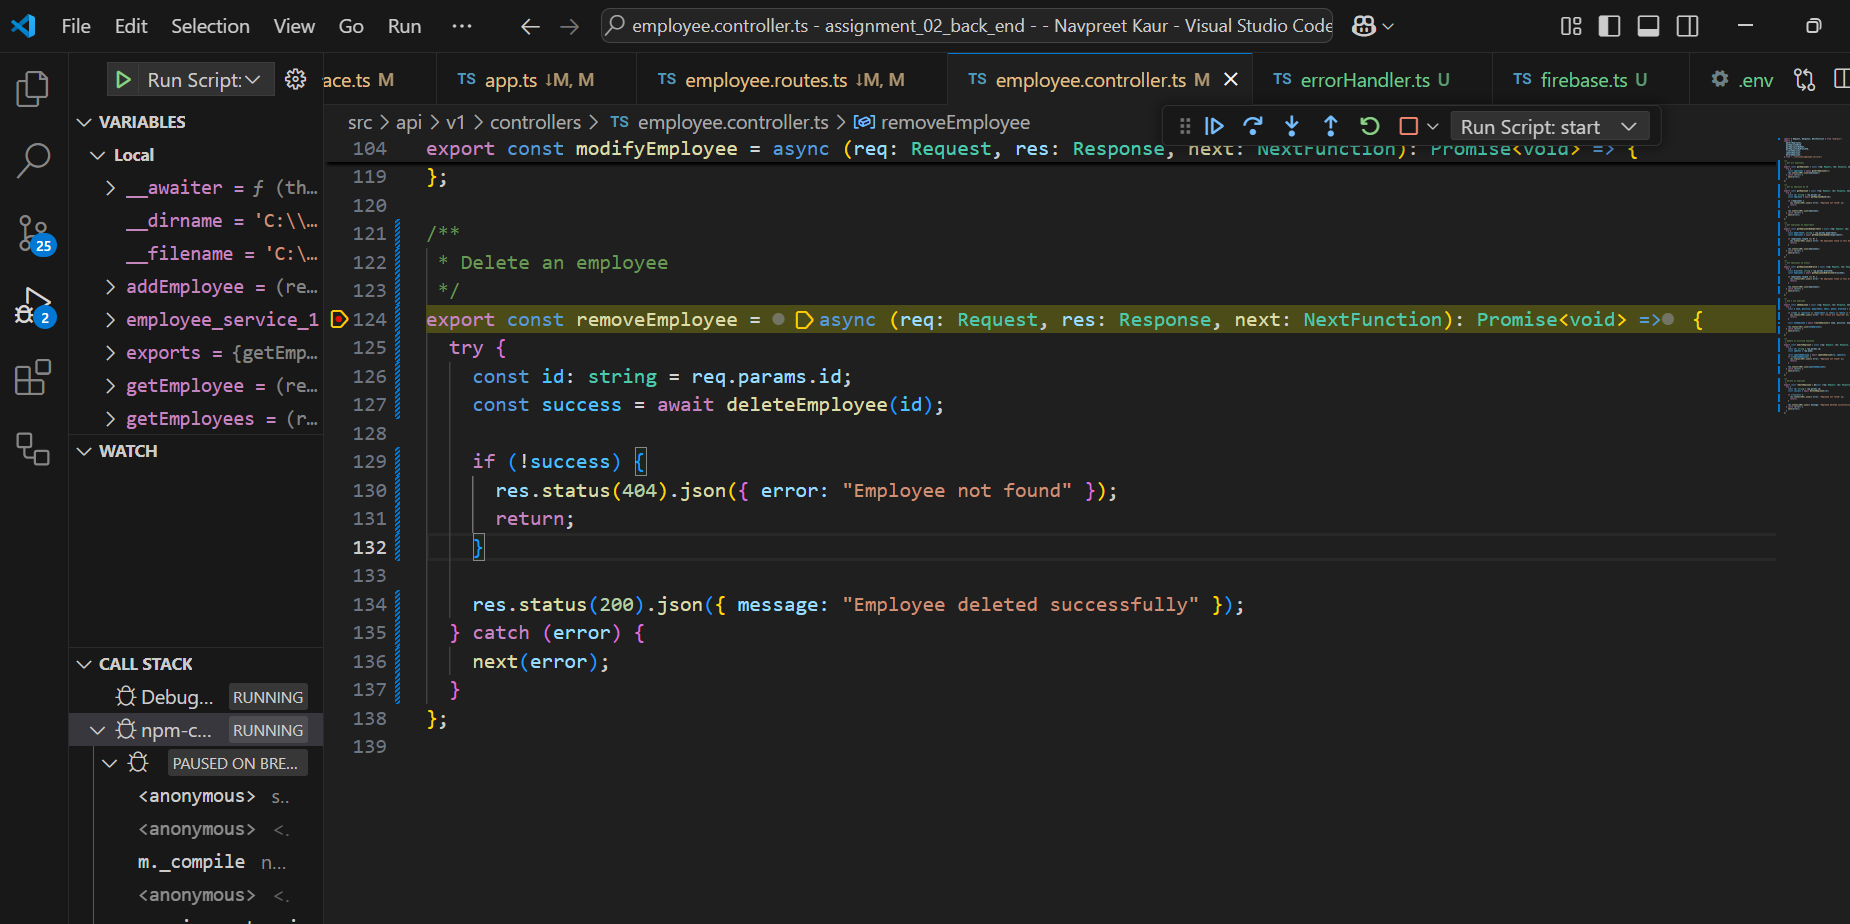 File Edit Selection View Go Run ··· employee.controller.ts - assignment_02_back_end - - Navpreet Kaur - Visual Studio Code
Run Script: ace.ts M TS app.ts ↓M, M TS employee.routes.ts ↓M, M TS employee.controller.ts M TS errorHandler.ts U TS firebase.ts U .env
src > api > v1 > controllers > TS employee.controller.ts > removeEmployee
Run Script: start
VARIABLES
Local
__awaiter = ƒ (th…
__dirname = 'C:\\…
__filename = 'C:\…
addEmployee = (re…
employee_service_1
exports = {getEmp…
getEmployee = (re…
getEmployees = (r…
WATCH
CALL STACK
Debug... RUNNING
npm-c... RUNNING
PAUSED ON BRE...
<anonymous> s..
<anonymous> <.
m._compile n...
<anonymous> <.
25
2
104 export const modifyEmployee = async (req: Request, res: Response, next: NextFunction): Promise<void> => {
119 };
120
121 /**
122 * Delete an employee
123 */
124 export const removeEmployee = async (req: Request, res: Response, next: NextFunction): Promise<void> => {
125 try {
126 const id: string = req.params.id;
127 const success = await deleteEmployee(id);
128
129 if (!success) {
130 res.status(404).json({ error: "Employee not found" });
131 return;
132 }
133
134 res.status(200).json({ message: "Employee deleted successfully" });
135 } catch (error) {
136 next(error);
137 }
138 };
139